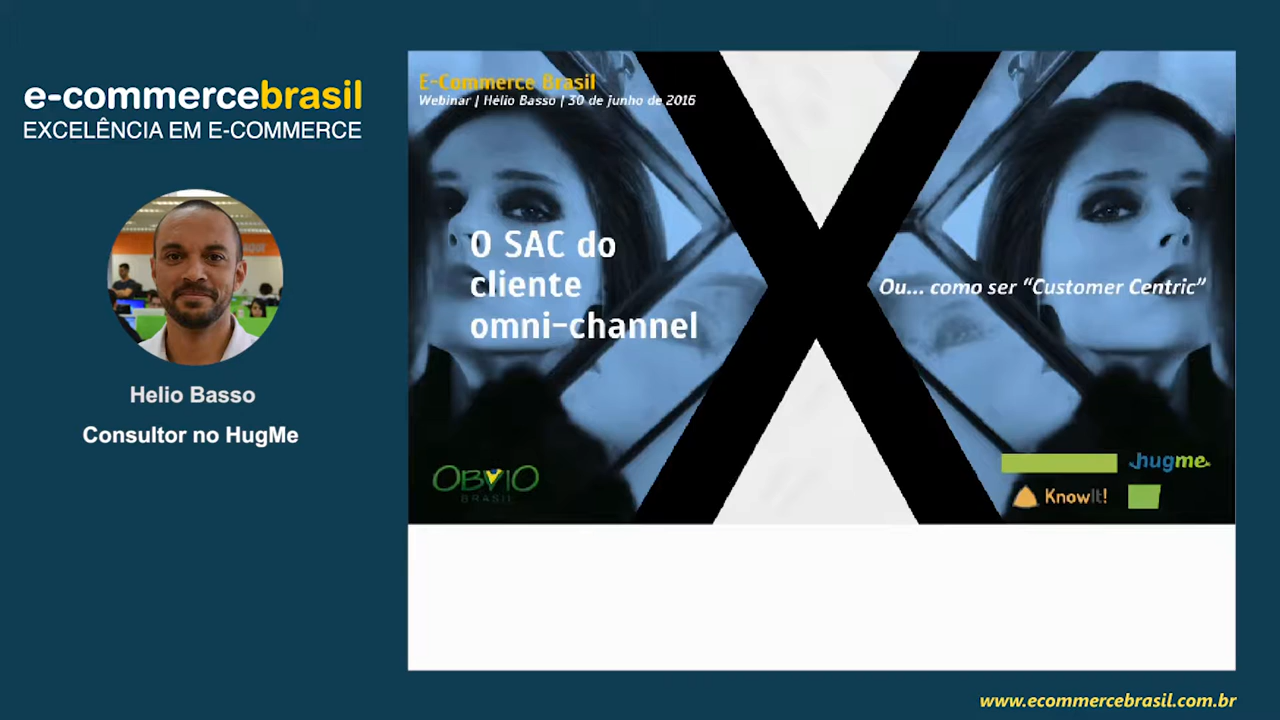 e-commercebrasil
EXCELÊNCIA EM E-COMMERCE
Helio Basso
Consultor no HugMe
E-Commerce Brasil
Webinar | Hélio Basso | 30 de junho de 2016
O SAC do
cliente
omni-channel
Ou... como ser “Customer Centric”
OBVIO
BRASIL
hugme
KnowIt!
www.ecommercebrasil.com.br